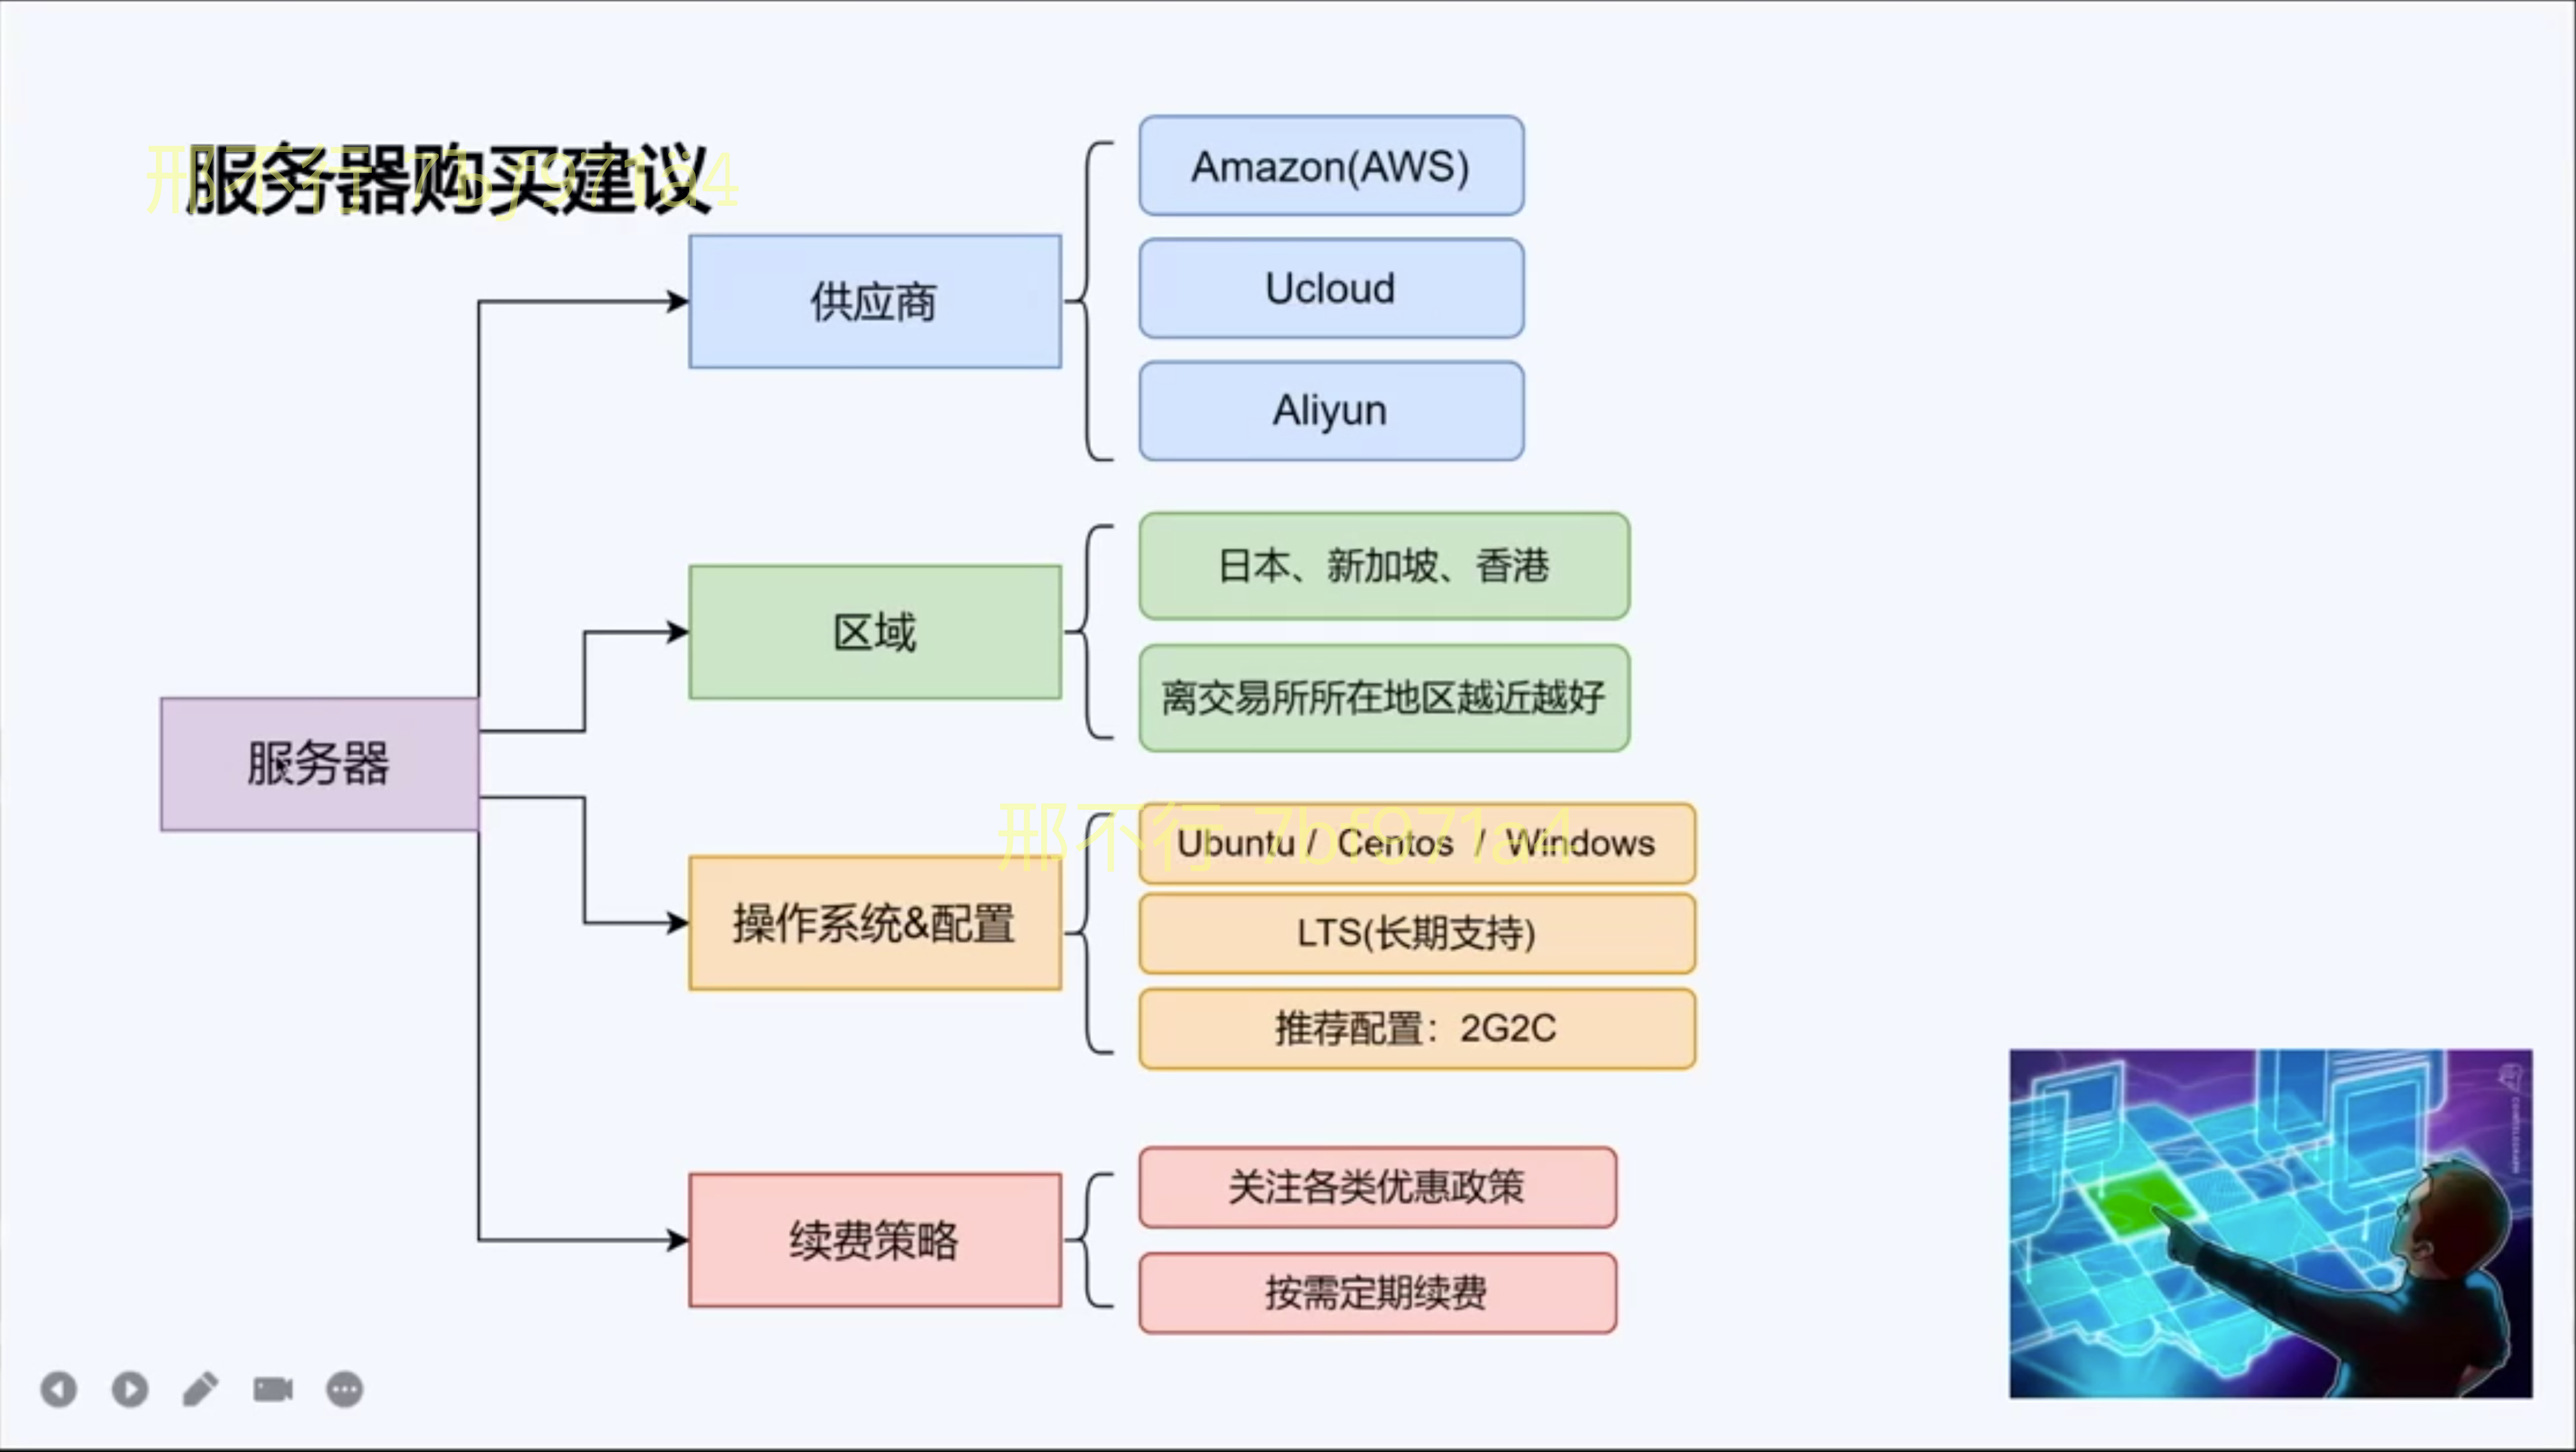 服务器购买建议
邢不行 7bf971a4
供应商
Amazon(AWS)
Ucloud
Aliyun
区域
日本、新加坡、香港
离交易所所在地区越近越好
服务器
操作系统&配置
邢不行 7bf971a4
Ubuntu / Centos / Windows
LTS(长期支持)
推荐配置：2G2C
续费策略
关注各类优惠政策
按需定期续费